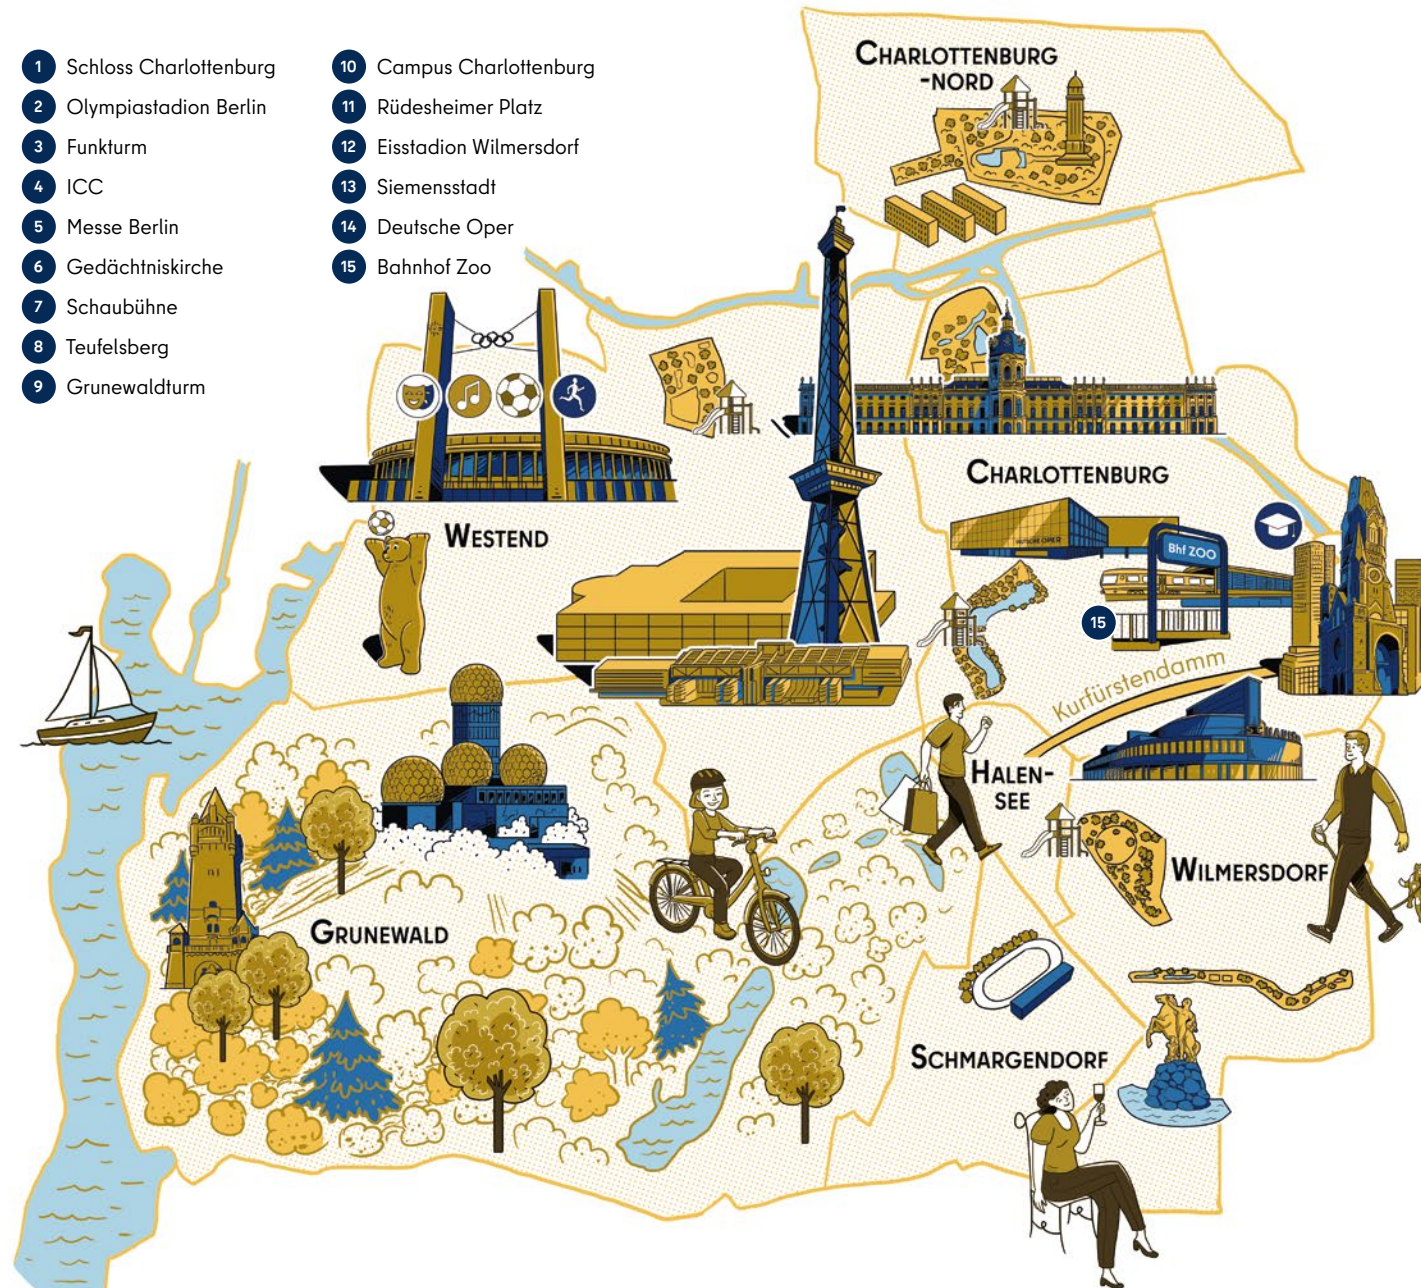 1 Schloss Charlottenburg
2 Olympiastadion Berlin
3 Funkturm
4 ICC
5 Messe Berlin
6 Gedächtniskirche
7 Schaubühne
8 Teufelsberg
9 Grunewaldturm
10 Campus Charlottenburg
11 Rüdesheimer Platz
12 Eisstadion Wilmersdorf
13 Siemensstadt
14 Deutsche Oper
15 Bahnhof Zoo
CHARLOTTENBURG
-NORD
CHARLOTTENBURG
WESTEND
DEUTSCHE OPER
Bhf ZOO
15
Kurfürstendamm
HALEN-
SEE
WILMERSDORF
GRUNEWALD
SCHMARGENDORF